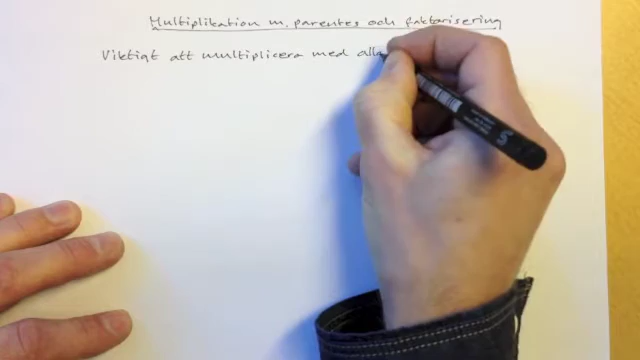 Multiplikation m. parentes och faktorisering
Viktigt att multiplicera med alla